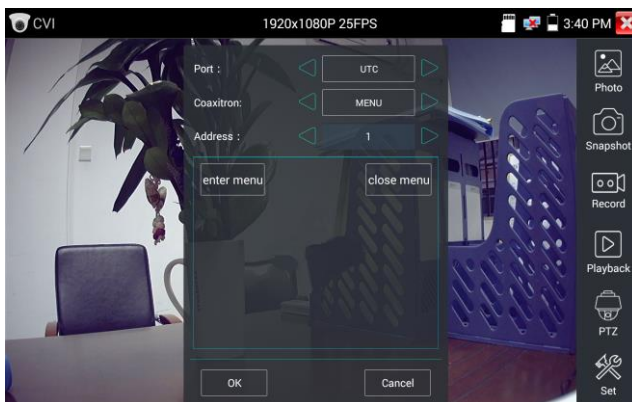 CVI 1920x1080P 25FPS 3:40 PM
Port : UTC
Photo
Coaxitron: MENU
Address : 1
Snapshot
enter menu close menu
Record
Playback
PTZ
OK Cancel
Set